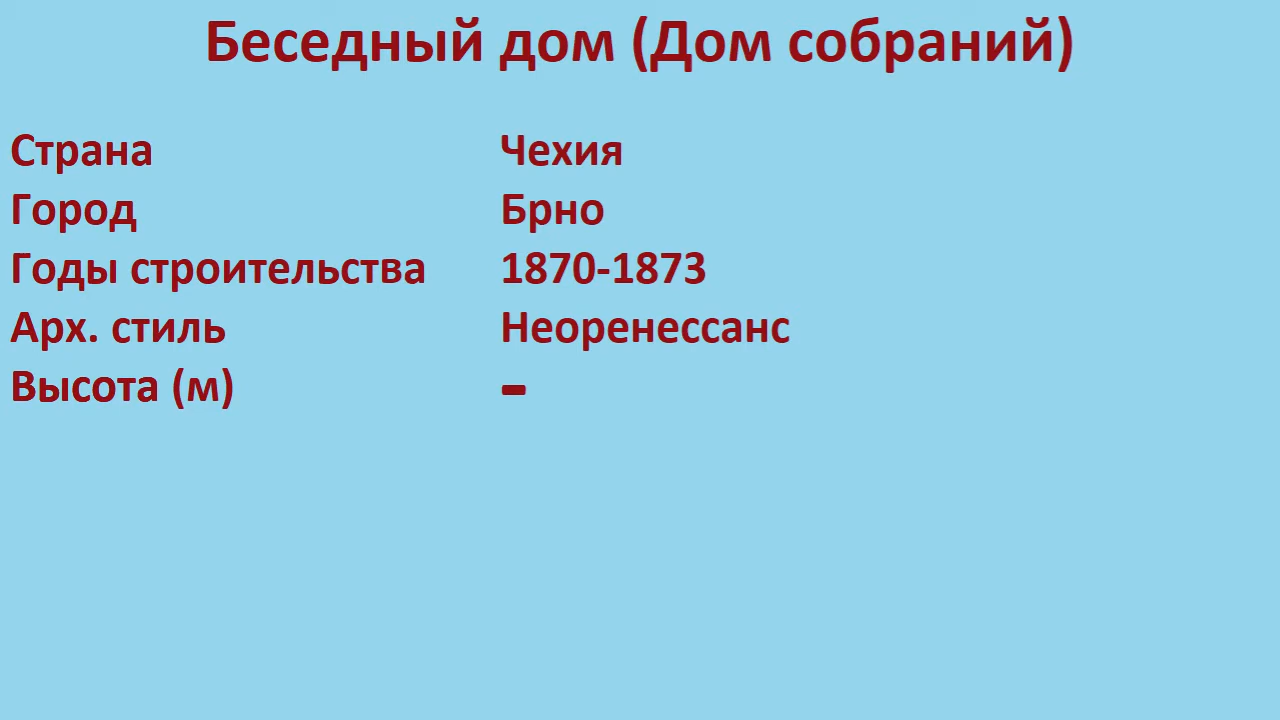 Беседный дом (Дом собраний)
Страна Чехия
Город Брно
Годы строительства 1870-1873
Арх. стиль Неоренессанс
Высота (м) -